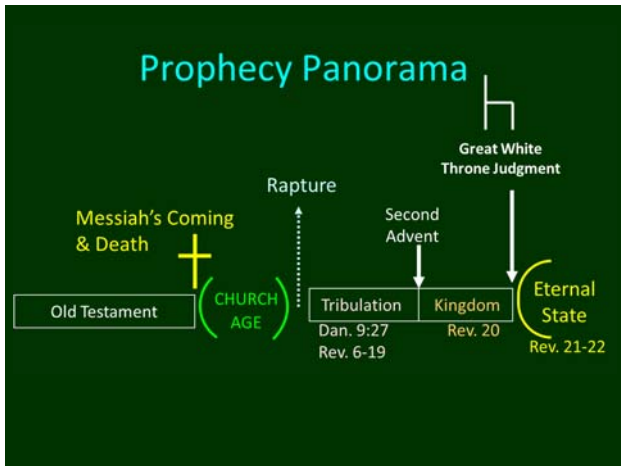 Prophecy Panorama
Great White
Throne Judgment
Rapture
Messiah's Coming
& Death
Second
Advent
Old Testament
CHURCH
AGE
Tribulation
Kingdom
Eternal
State
Dan. 9:27
Rev. 6-19
Rev. 20
Rev. 21-22